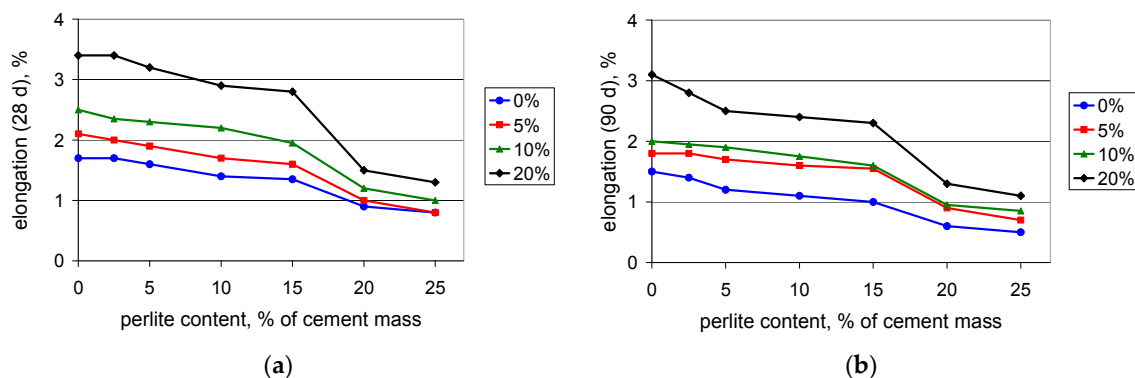 4
3
2
1
0
elongation (28 d), %
0 5 10 15 20 25
perlite content, % of cement mass
0%
5%
10%
20%
(a)
4
3
2
1
0
elongation (90 d), %
0 5 10 15 20 25
perlite content, % of cement mass
0%
5%
10%
20%
(b)